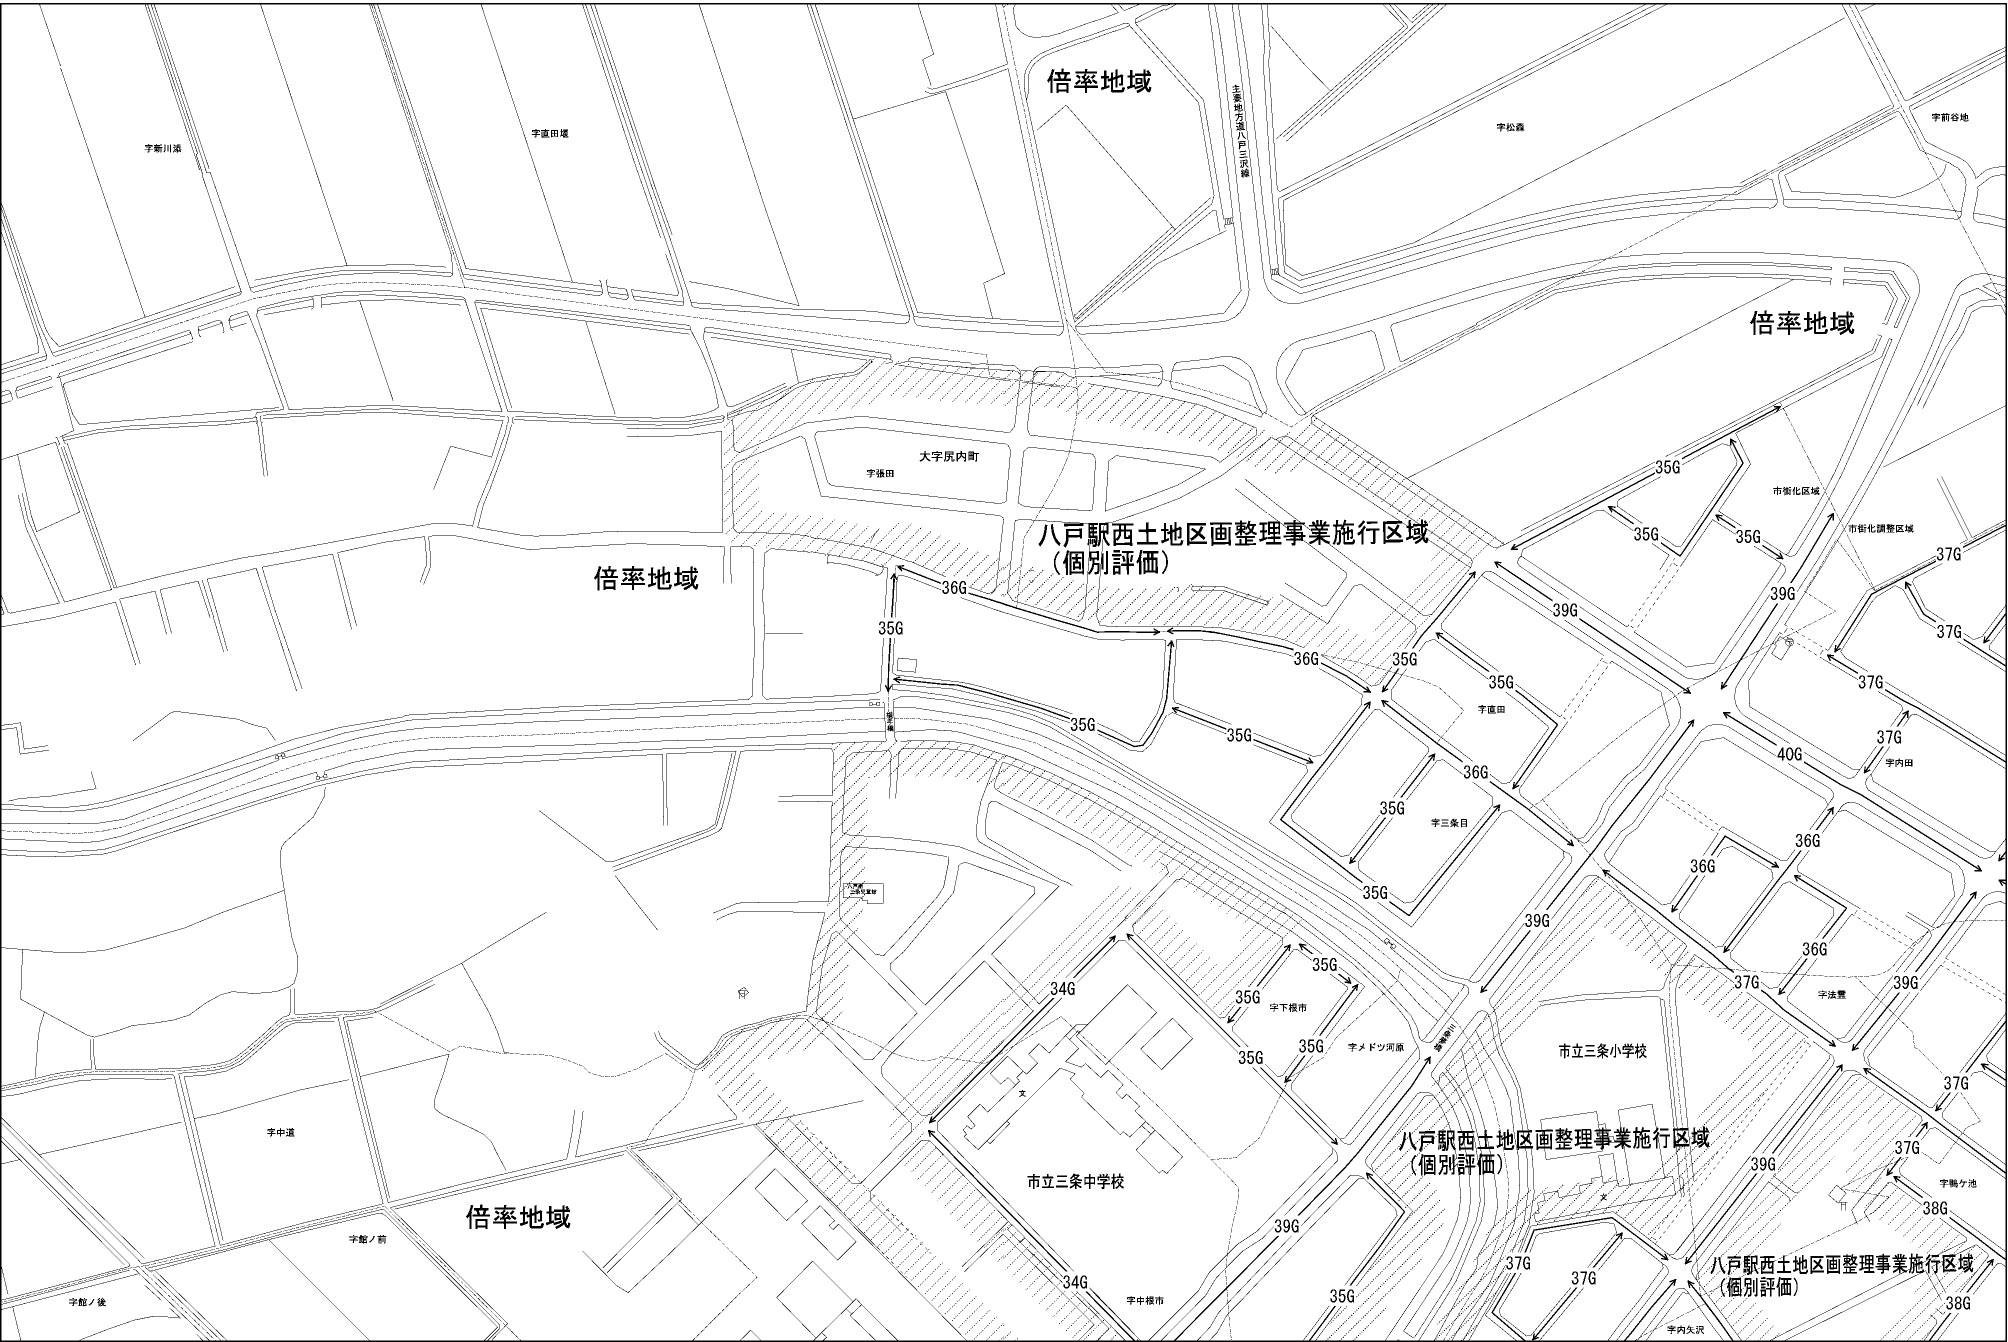 倍率地域
主要地方道八戸三沢線
字松森
字前谷地
字直田堰
字新川添
倍率地域
大字尻内町
字張田
35G
市街化区域
35G
35G
市街化調整区域
八戸駅西土地区画整理事業施行区域
（個別評価）
37G
倍率地域
36G
39G
39G
35G
37G
36G
35G
35G
37G
字直田
35G
35G
37G
40G
字内田
36G
35G
字三条目
36G
36G
35G
39G
36G
35G
34G
35G
字下根市
37G
字法霊
39G
35G
35G
字メドツ河原
市立三条小学校
37G
文
字中道
八戸駅西土地区画整理事業施行区域
（個別評価）
37G
39G
市立三条中学校
字鴨ケ池
文
38G
倍率地域
39G
字館ノ前
37G
八戸駅西土地区画整理事業施行区域
（個別評価）
34G
37G
35G
字中根市
字館ノ後
38G
字内矢沢